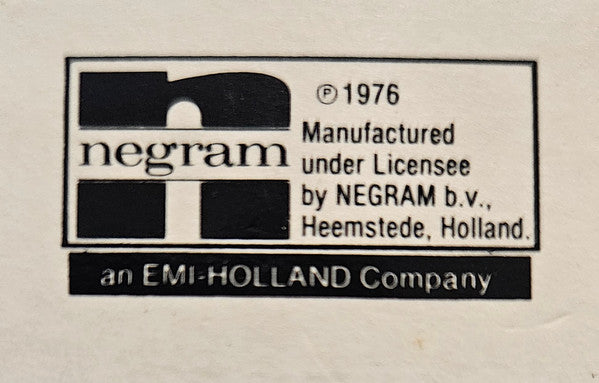 negram
℗ 1976
Manufactured
under Licensee
by NEGRAM b.v.,
Heemstede, Holland.
an EMI-HOLLAND Company